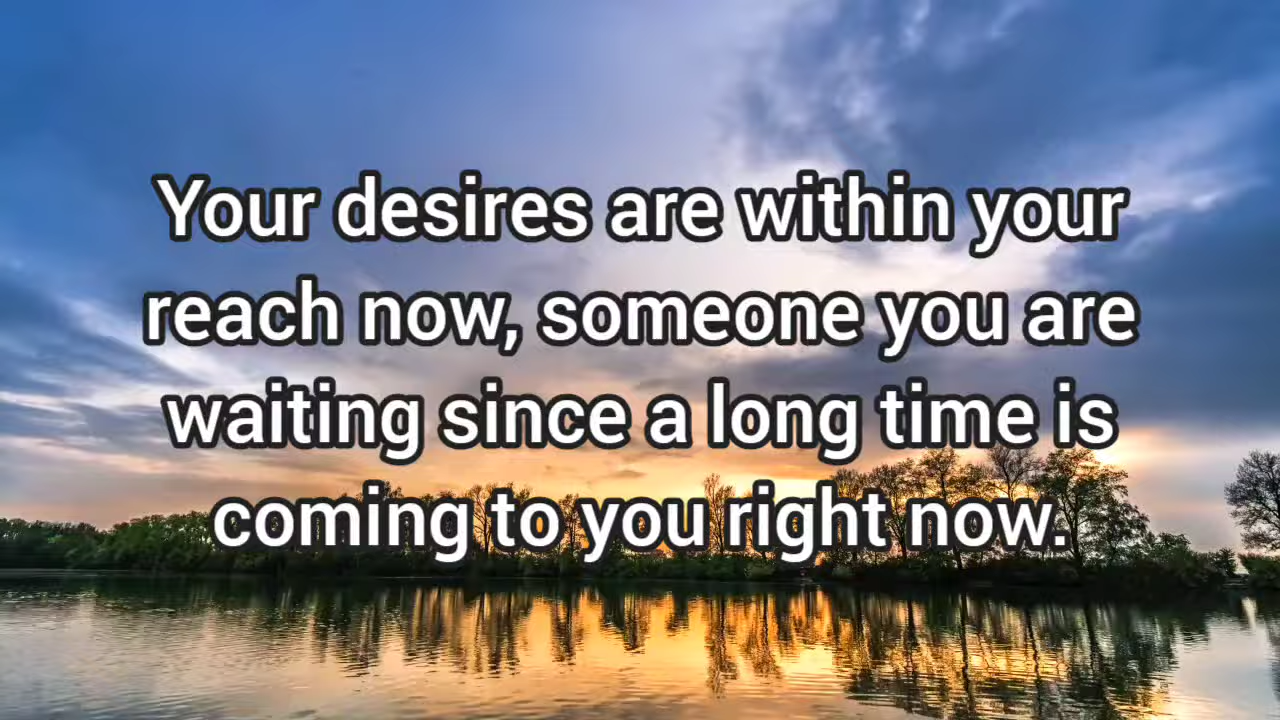 Your desires are within your
reach now, someone you are
waiting since a long time is
coming to you right now.